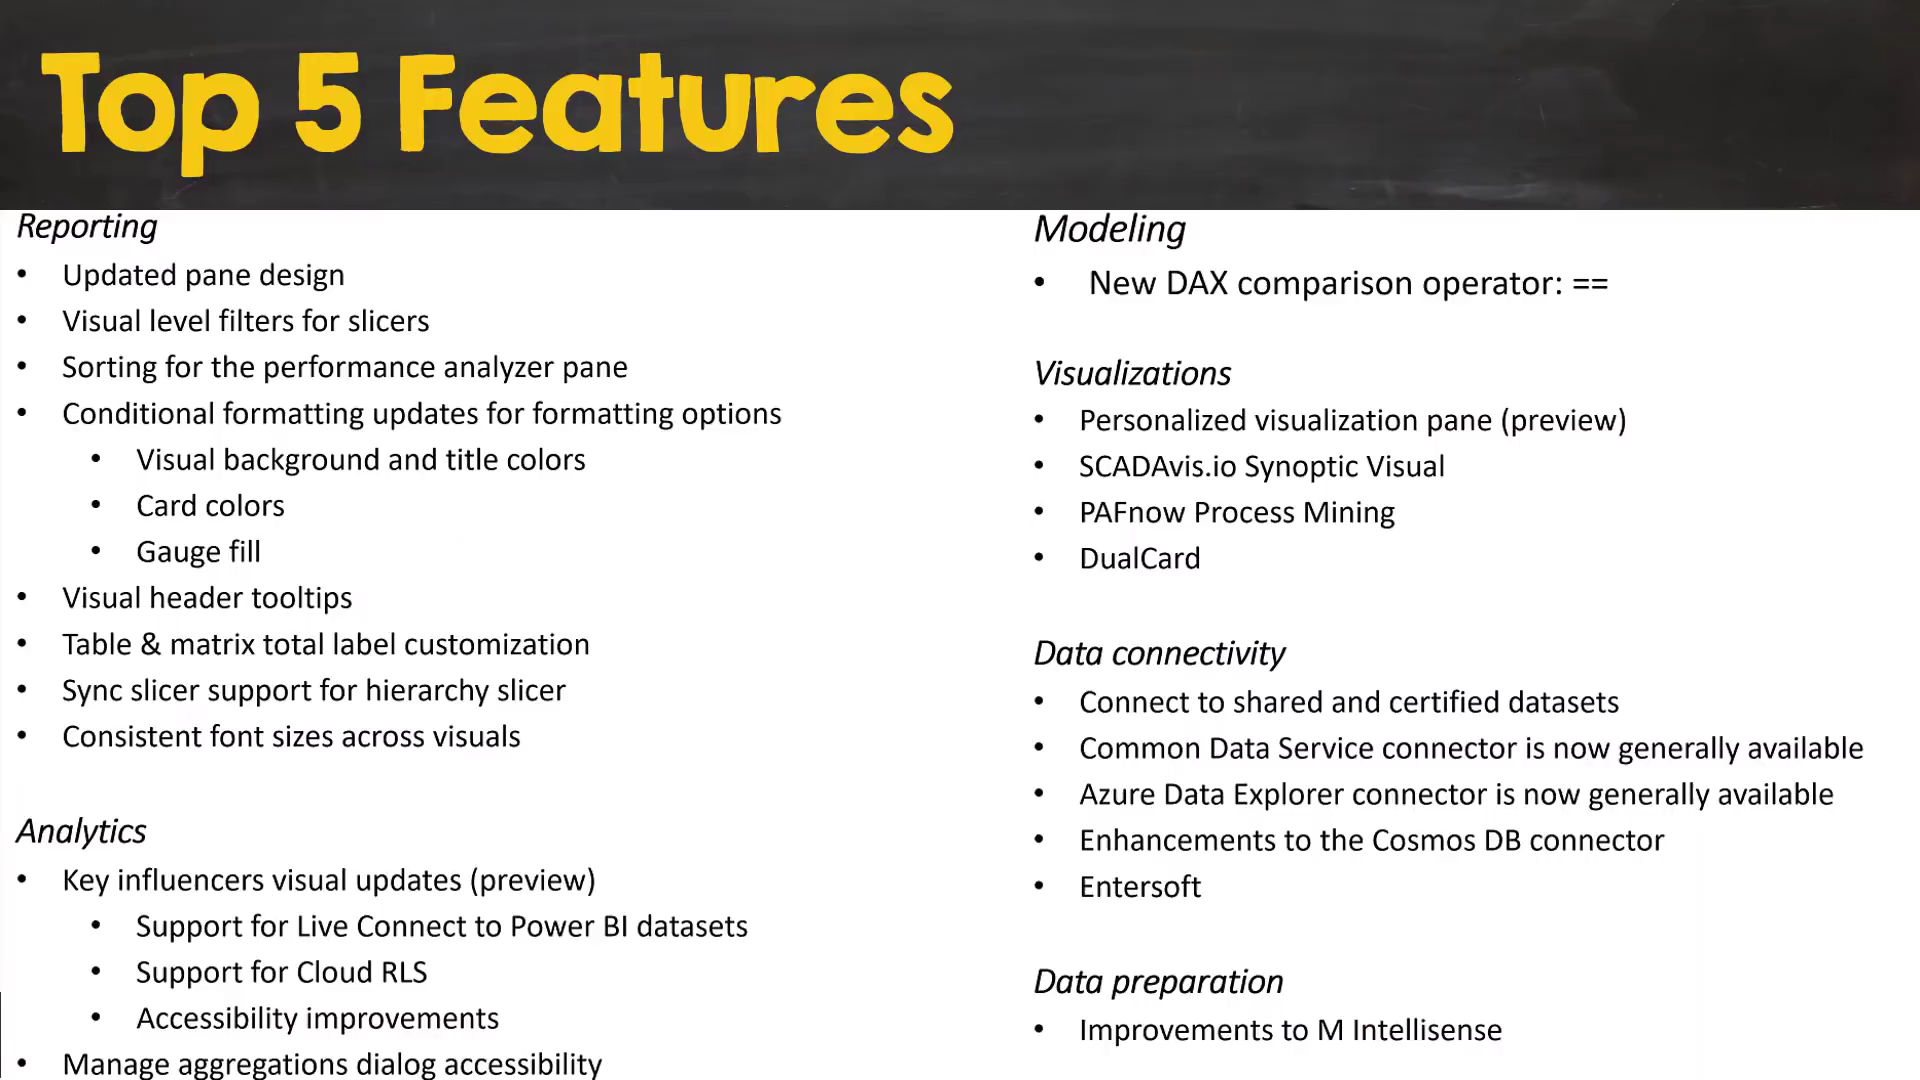 Top 5 Features
Reporting
• Updated pane design
• Visual level filters for slicers
• Sorting for the performance analyzer pane
• Conditional formatting updates for formatting options
• Visual background and title colors
• Card colors
• Gauge fill
• Visual header tooltips
• Table & matrix total label customization
• Sync slicer support for hierarchy slicer
• Consistent font sizes across visuals
Analytics
• Key influencers visual updates (preview)
• Support for Live Connect to Power BI datasets
• Support for Cloud RLS
• Accessibility improvements
• Manage aggregations dialog accessibility
Modeling
• New DAX comparison operator: ==
Visualizations
• Personalized visualization pane (preview)
• SCADAvis.io Synoptic Visual
• PAFnow Process Mining
• DualCard
Data connectivity
• Connect to shared and certified datasets
• Common Data Service connector is now generally available
• Azure Data Explorer connector is now generally available
• Enhancements to the Cosmos DB connector
• Entersoft
Data preparation
• Improvements to M Intellisense